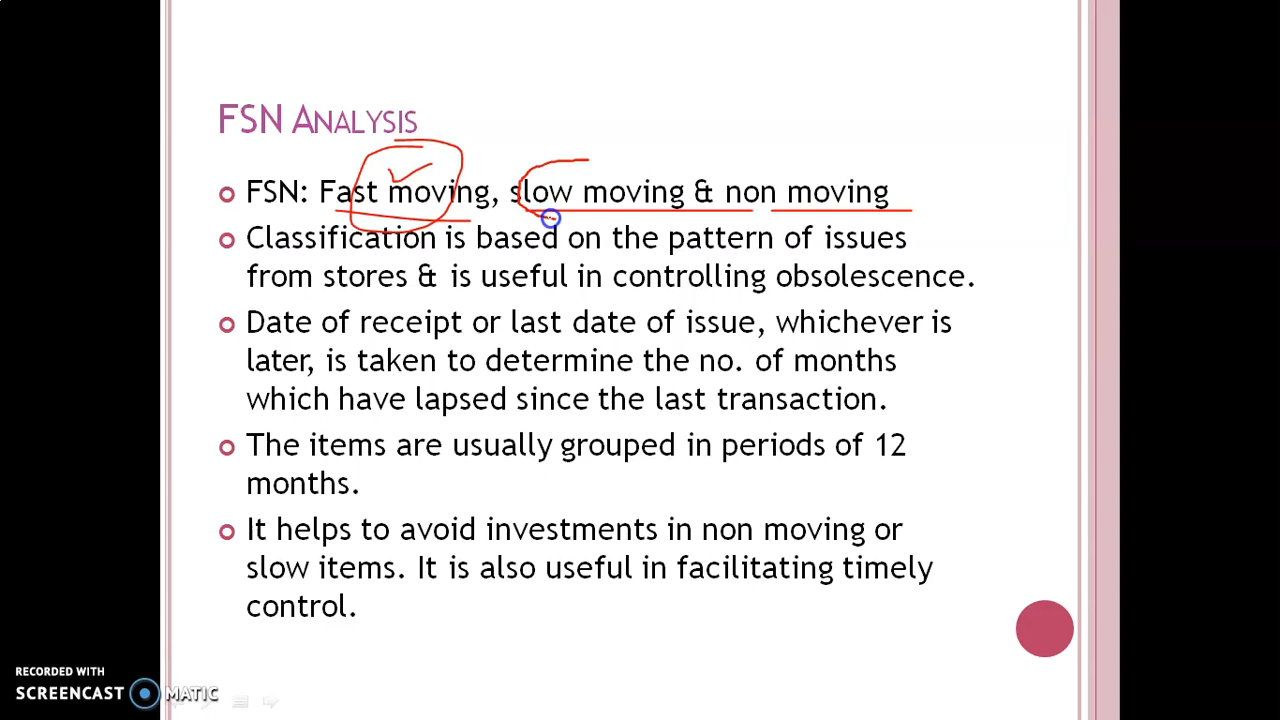 FSN ANALYSIS
FSN: Fast moving, slow moving & non moving
Classification is based on the pattern of issues
from stores & is useful in controlling obsolescence.
Date of receipt or last date of issue, whichever is
later, is taken to determine the no. of months
which have lapsed since the last transaction.
The items are usually grouped in periods of 12
months.
It helps to avoid investments in non moving or
slow items. It is also useful in facilitating timely
control.
RECORDED WITH
SCREENCAST MATIC